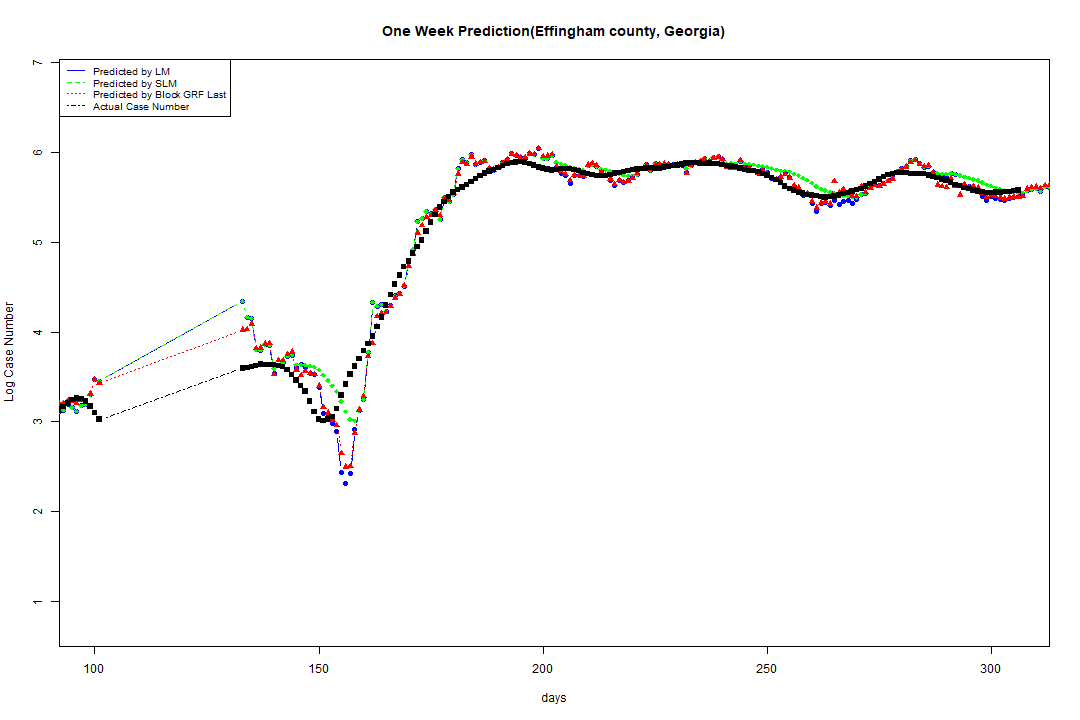 One Week Prediction(Effingham county, Georgia)
Predicted by LM
Predicted by SLM
Predicted by Block GRF Last
Actual Case Number
7
6
5
4
3
2
1
Log Case Number
100 150 200 250 300
days